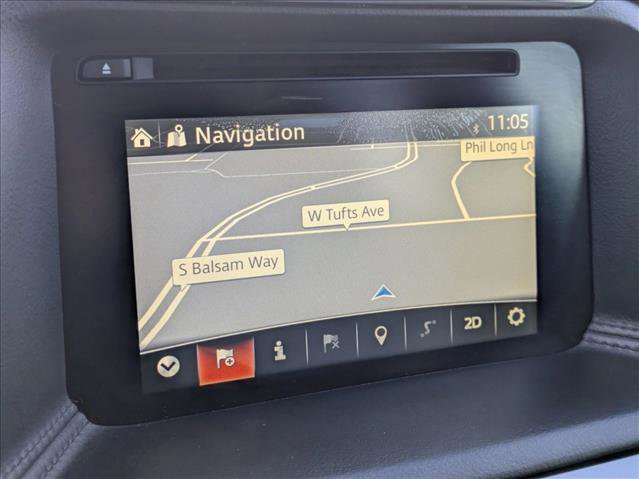 Navigation
11:05
Phil Long Ln
W Tufts Ave
S Balsam Way
2D